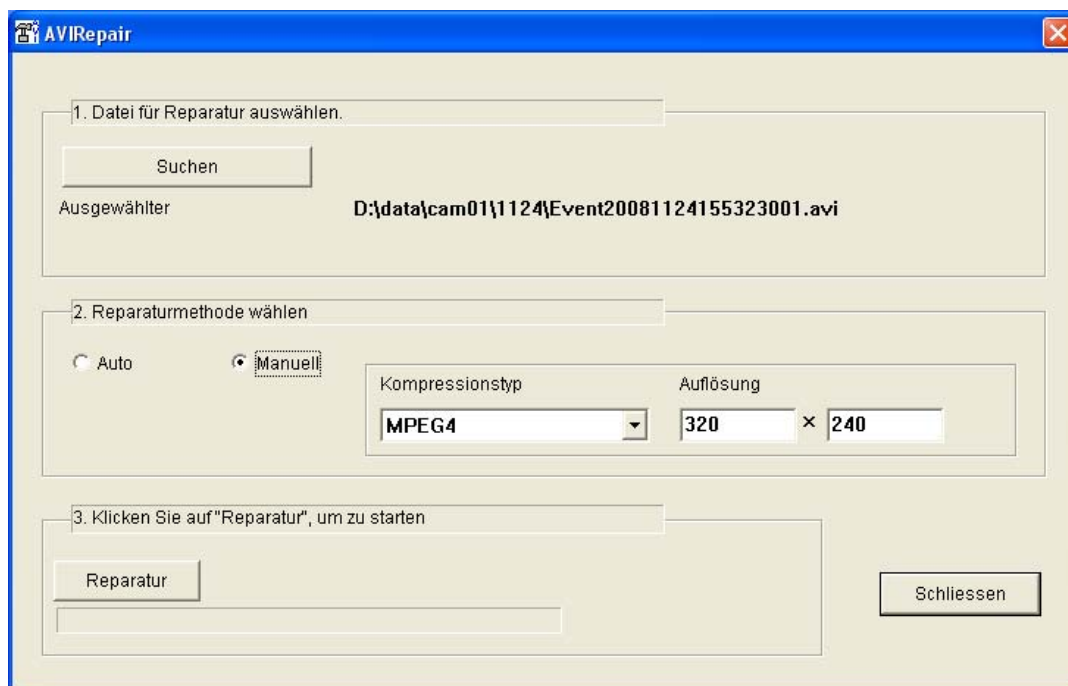 AVIRepair
1. Datei für Reparatur auswählen.
Suchen
Ausgewählter D:\data\cam01\1124\Event20081124155323001.avi
2. Reparaturmethode wählen
Auto Manuell
Kompressionstyp Auflösung
MPEG4 320 × 240
3. Klicken Sie auf "Reparatur", um zu starten
Reparatur
Schliessen